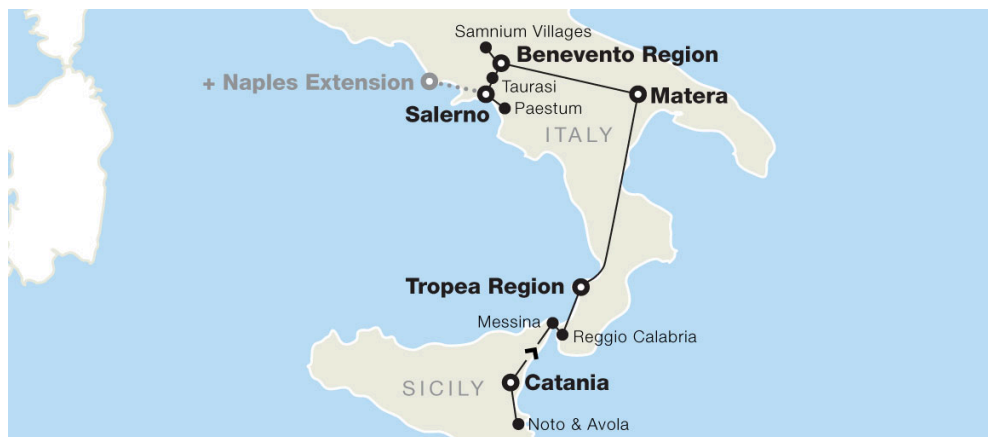 Samnium Villages
Benevento Region
+ Naples Extension
Taurasi
Matera
Salerno
Paestum
ITALY
Tropea Region
Messina
Reggio Calabria
SICILY
Catania
Noto & Avola